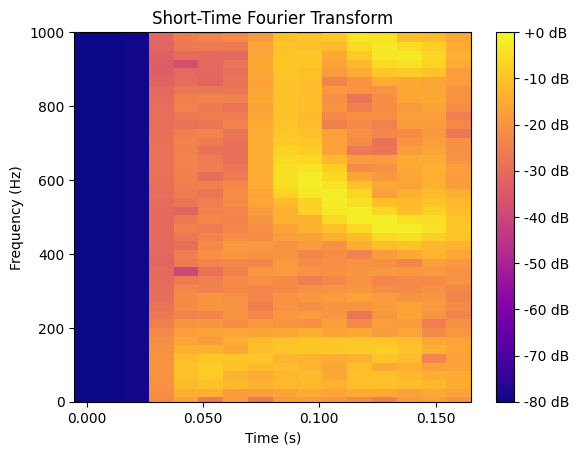 Short-Time Fourier Transform
1000
800
600
400
200
0
Frequency (Hz)
0.000
0.050
0.100
0.150
Time (s)
+0 dB
-10 dB
-20 dB
-30 dB
-40 dB
-50 dB
-60 dB
-70 dB
-80 dB